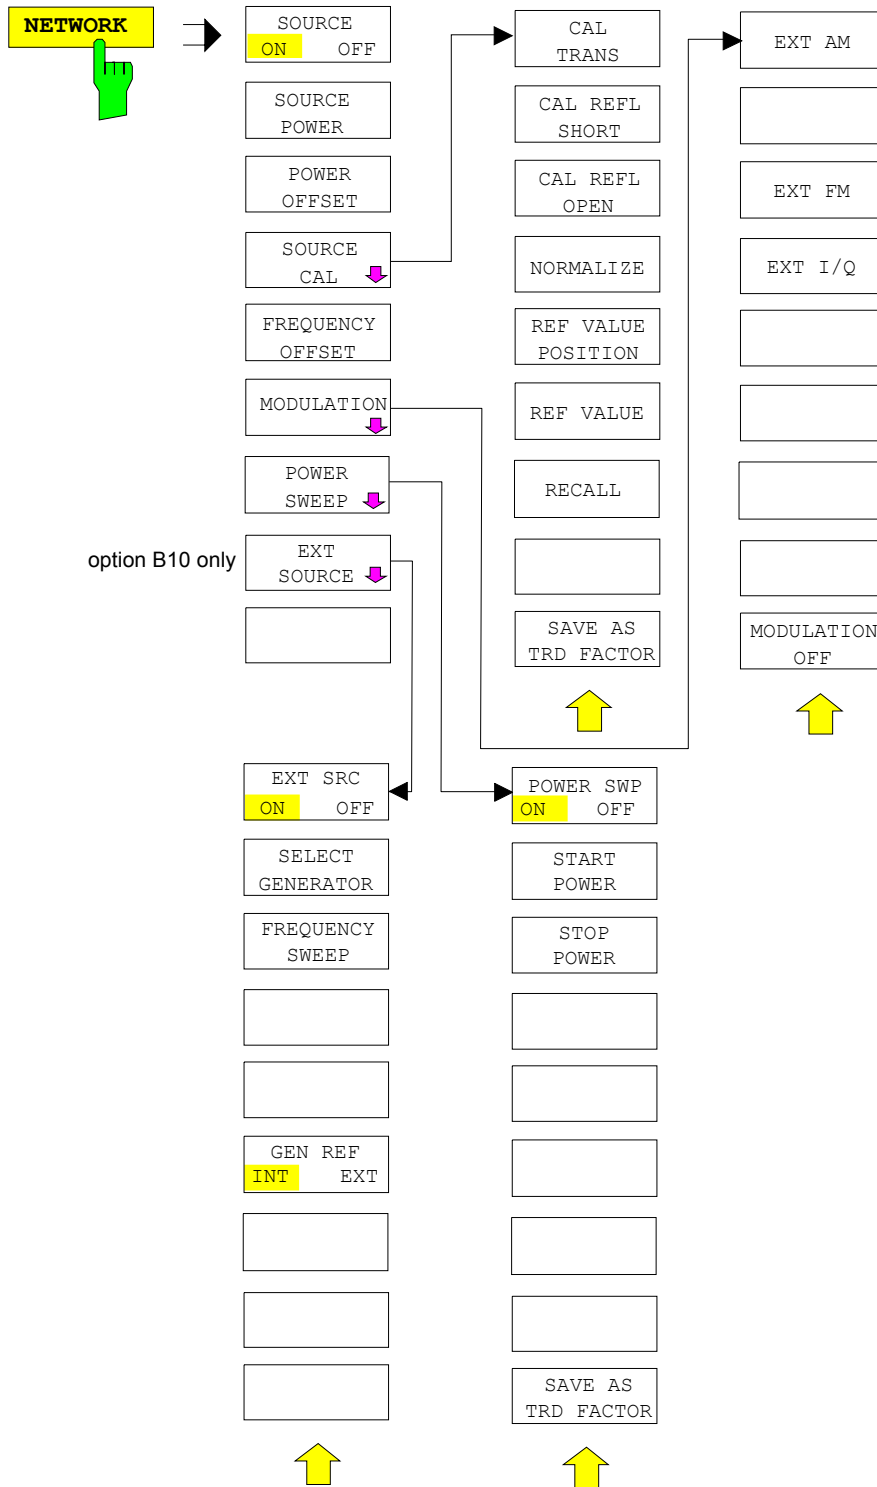 NETWORK
SOURCE
ON OFF
SOURCE
POWER
POWER
OFFSET
SOURCE
CAL
FREQUENCY
OFFSET
MODULATION
POWER
SWEEP
option B10 only
EXT
SOURCE
CAL
TRANS
CAL REFL
SHORT
CAL REFL
OPEN
NORMALIZE
REF VALUE
POSITION
REF VALUE
RECALL
SAVE AS
TRD FACTOR
EXT AM
EXT FM
EXT I/Q
MODULATION
OFF
EXT SRC
ON OFF
SELECT
GENERATOR
FREQUENCY
SWEEP
GEN REF
INT EXT
POWER SWP
ON OFF
START
POWER
STOP
POWER
SAVE AS
TRD FACTOR